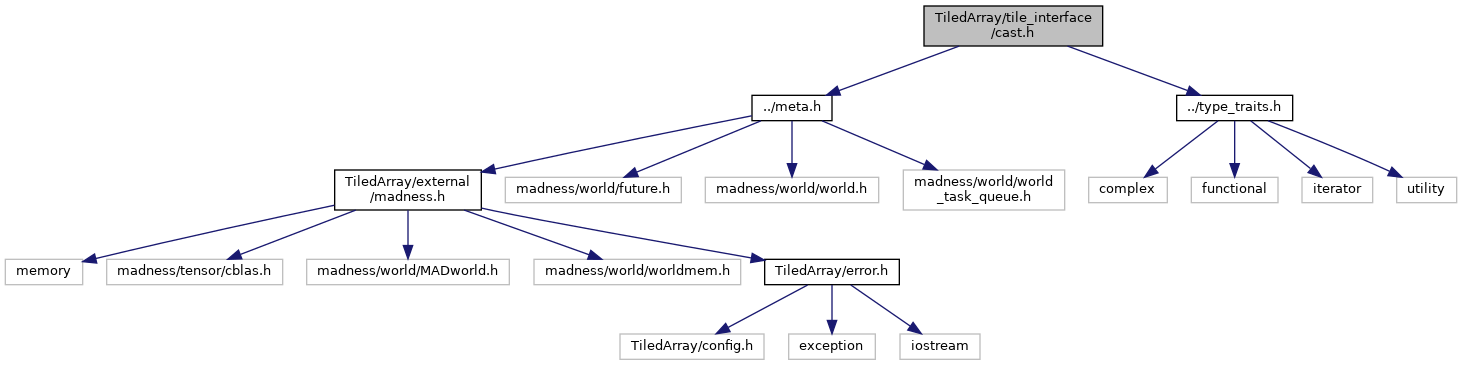 TiledArray/tile_interface
/cast.h
../meta.h
../type_traits.h
TiledArray/external
/madness.h
madness/world/future.h
madness/world/world.h
madness/world/world
_task_queue.h
complex
functional
iterator
utility
memory
madness/tensor/cblas.h
madness/world/MADworld.h
madness/world/worldmem.h
TiledArray/error.h
TiledArray/config.h
exception
iostream